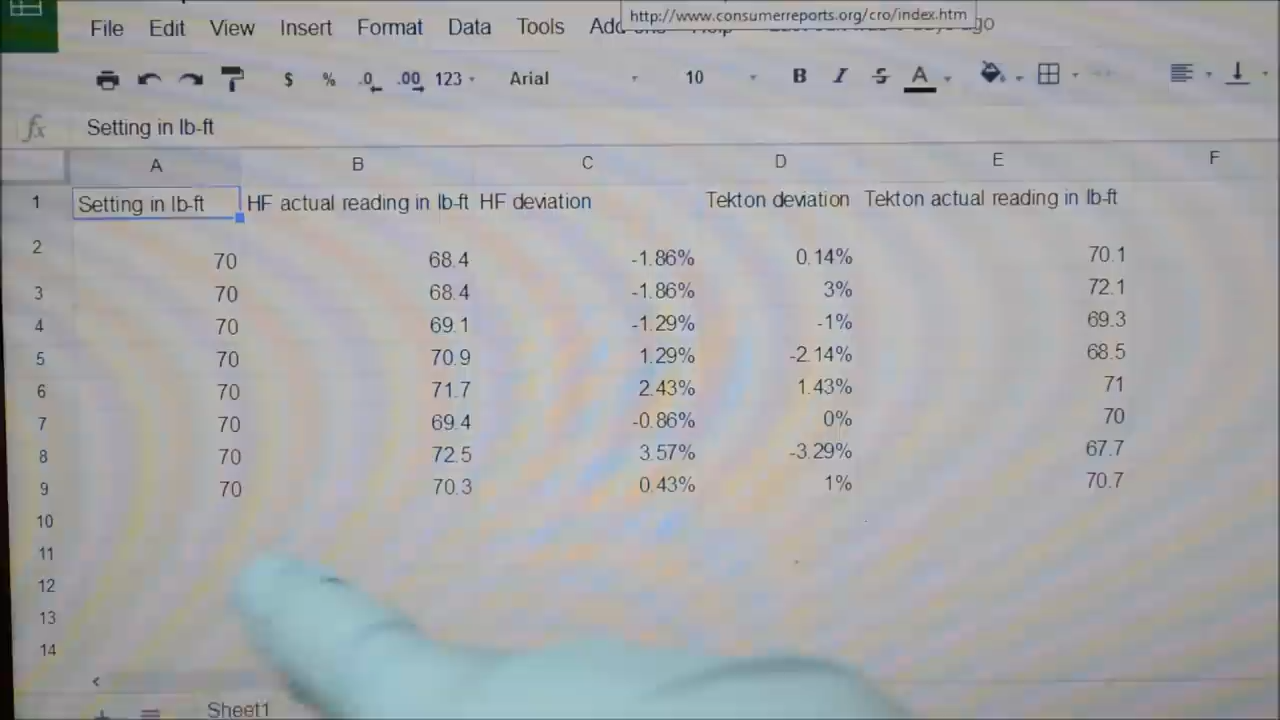 http://www.consumerreports.org/cro/index.htm
File Edit View Insert Format Data Tools ago
$ % .0 .00 123 Arial 10 B I S A
fx Setting in lb-ft
A B C D E F
1 Setting in lb-ft HF actual reading in lb-ft HF deviation Tekton deviation Tekton actual reading in lb-ft
2 70 68.4 -1.86% 0.14% 70.1
3 70 68.4 -1.86% 3% 72.1
4 70 69.1 -1.29% -1% 69.3
5 70 70.9 1.29% -2.14% 68.5
6 70 71.7 2.43% 1.43% 71
7 70 69.4 -0.86% 0% 70
8 70 72.5 3.57% -3.29% 67.7
9 70 70.3 0.43% 1% 70.7
10
11
12
13
14
Sheet1